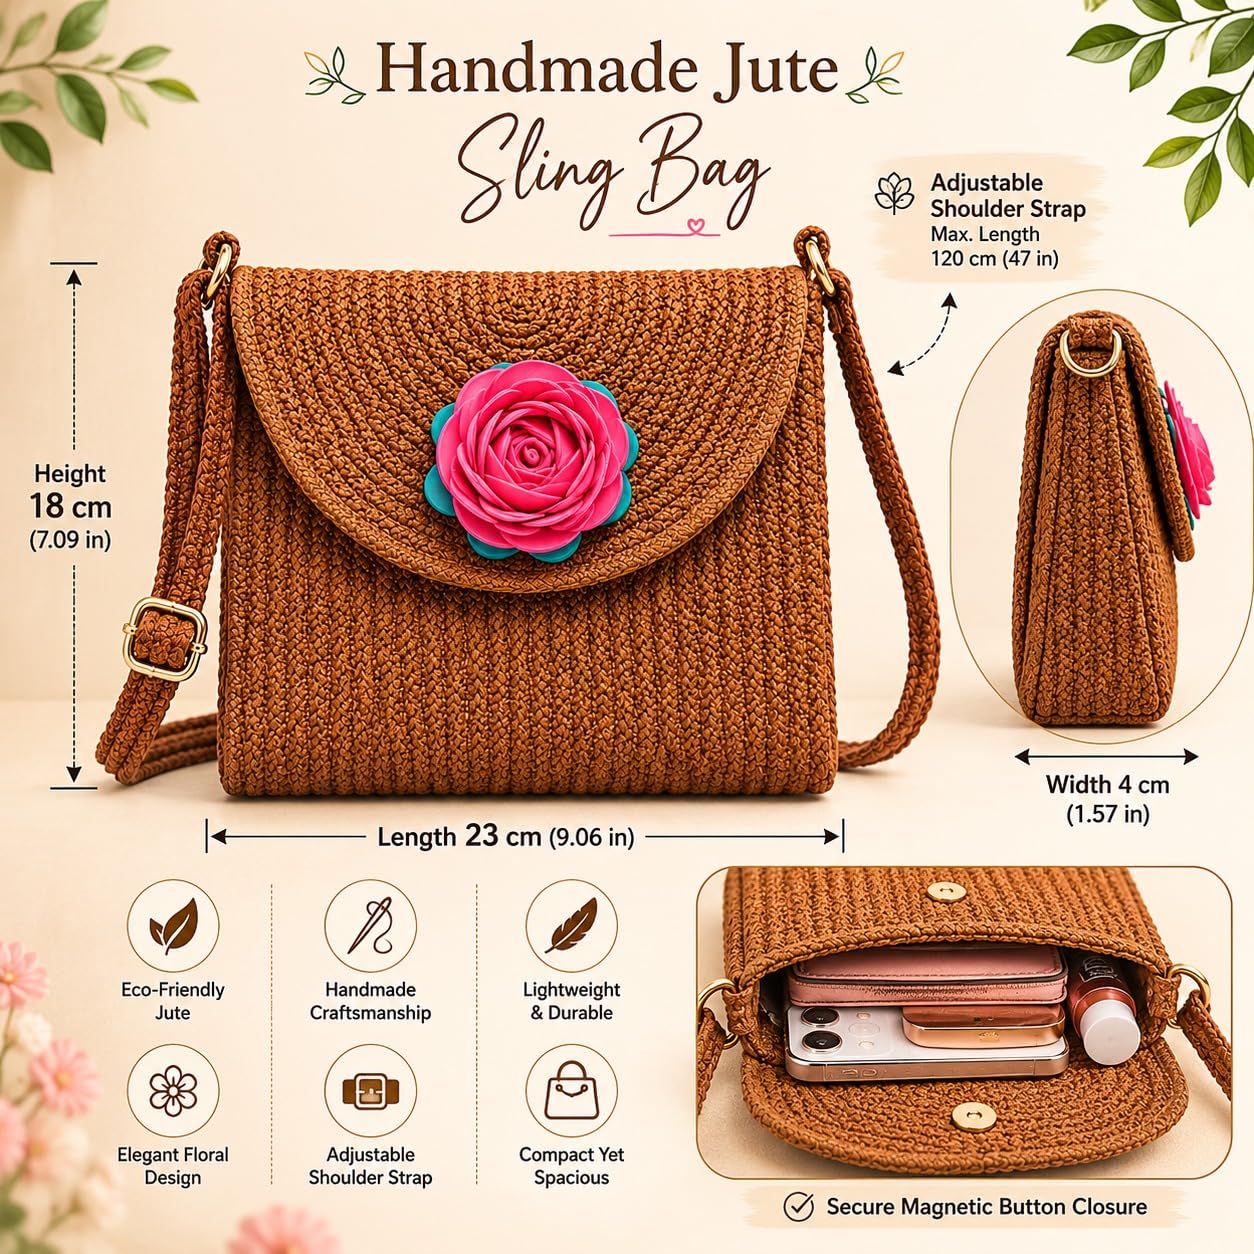 Handmade Jute
Sling Bag
Adjustable
Shoulder Strap
Max. Length
120 cm (47 in)
Height
18 cm
(7.09 in)
Width 4 cm
(1.57 in)
Length 23 cm (9.06 in)
Eco-Friendly
Jute
Handmade
Craftsmanship
Lightweight
& Durable
Elegant Floral
Design
Adjustable
Shoulder Strap
Compact Yet
Spacious
Secure Magnetic Button Closure